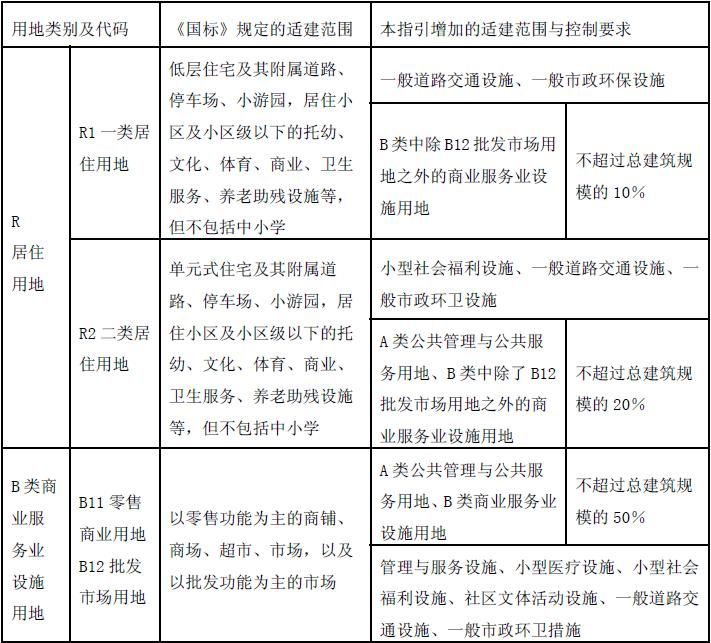 用地类别及代码
《国标》规定的适建范围
本指引增加的适建范围与控制要求
R
居住
用地
R1 一类居
住用地
低层住宅及其附属道路、
停车场、小游园，居住小
区及小区级以下的托幼、
文化、体育、商业、卫生
服务、养老助残设施等，
但不包括中小学
一般道路交通设施、一般市政环保设施
B 类中除 B12 批发市场用
地之外的商业服务业设
施用地
不超过总建筑规
模的 10%
R2 二类居
住用地
单元式住宅及其附属道
路、停车场、小游园，居
住小区及小区级以下的托
幼、文化、体育、商业、
卫生服务、养老助残设施
等，但不包括中小学
小型社会福利设施、一般道路交通设施、一
般市政环卫设施
A 类公共管理与公共服
务用地、B 类中除了 B12
批发市场用地之外的商
业服务业设施用地
不超过总建筑规
模的 20%
B 类商
业服
务业
设施
用地
B11 零售
商业用地
B12 批发
市场用地
以零售功能为主的商铺、
商场、超市、市场，以及
以批发功能为主的市场
A 类公共管理与公共服
务用地、B 类商业服务业
设施用地
不超过总建筑规
模的 50%
管理与服务设施、小型医疗设施、小型社会
福利设施、社区文体活动设施、一般道路交
通设施、一般市政环卫措施